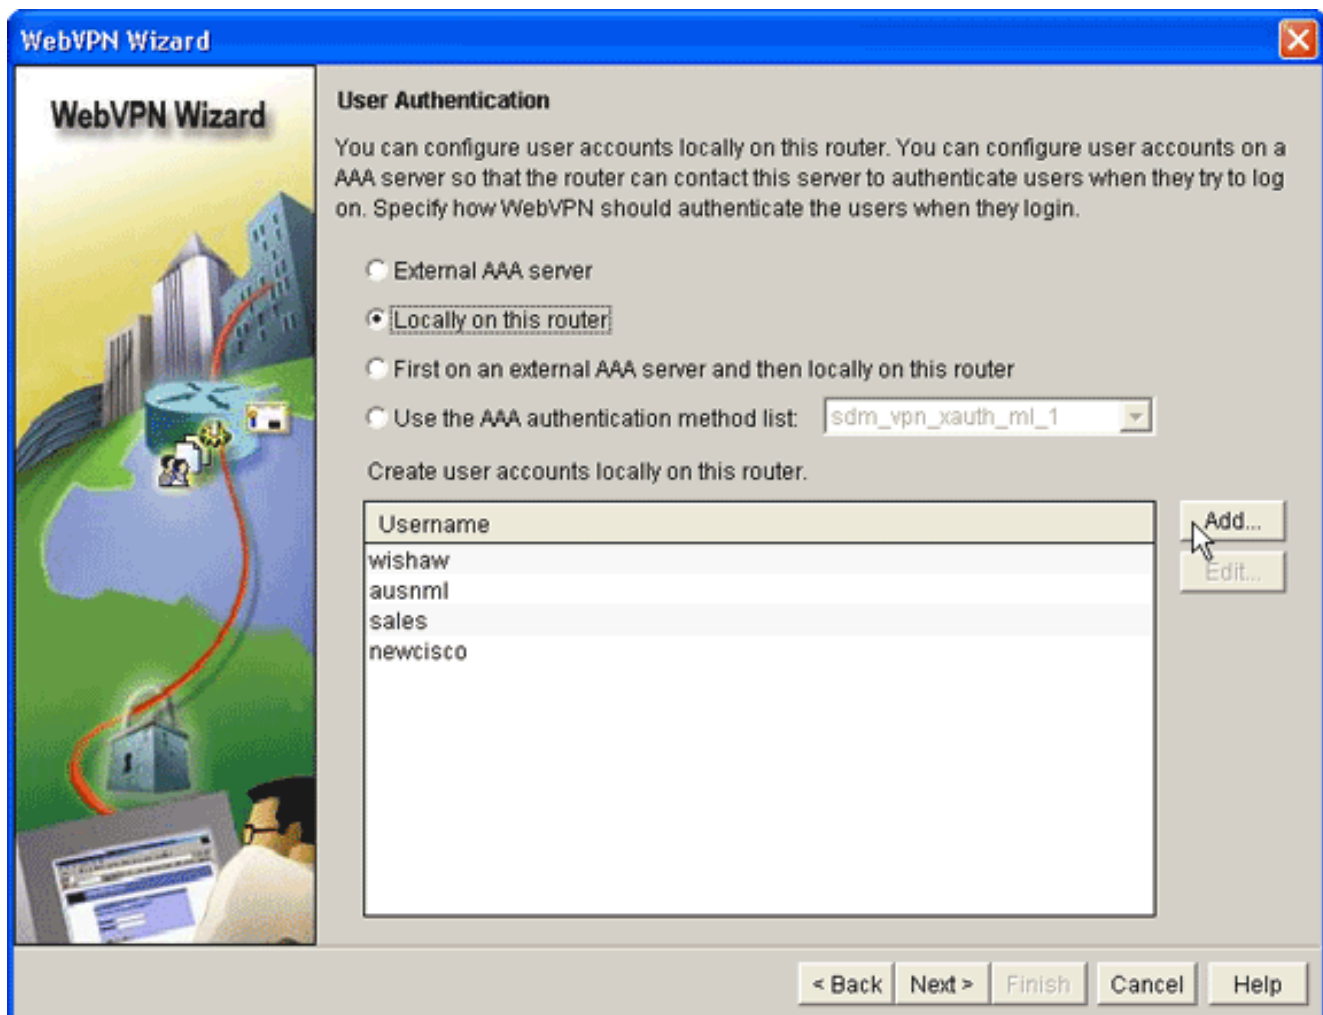 WebVPN Wizard
WebVPN Wizard
User Authentication
You can configure user accounts locally on this router. You can configure user accounts on a
AAA server so that the router can contact this server to authenticate users when they try to log
on. Specify how WebVPN should authenticate the users when they login.
External AAA server
Locally on this router
First on an external AAA server and then locally on this router
Use the AAA authentication method list: sdm_vpn_xauth_ml_1
Create user accounts locally on this router.
Username
Add...
wishaw
Edit...
ausnml
sales
newcisco
< Back Next > Finish Cancel Help